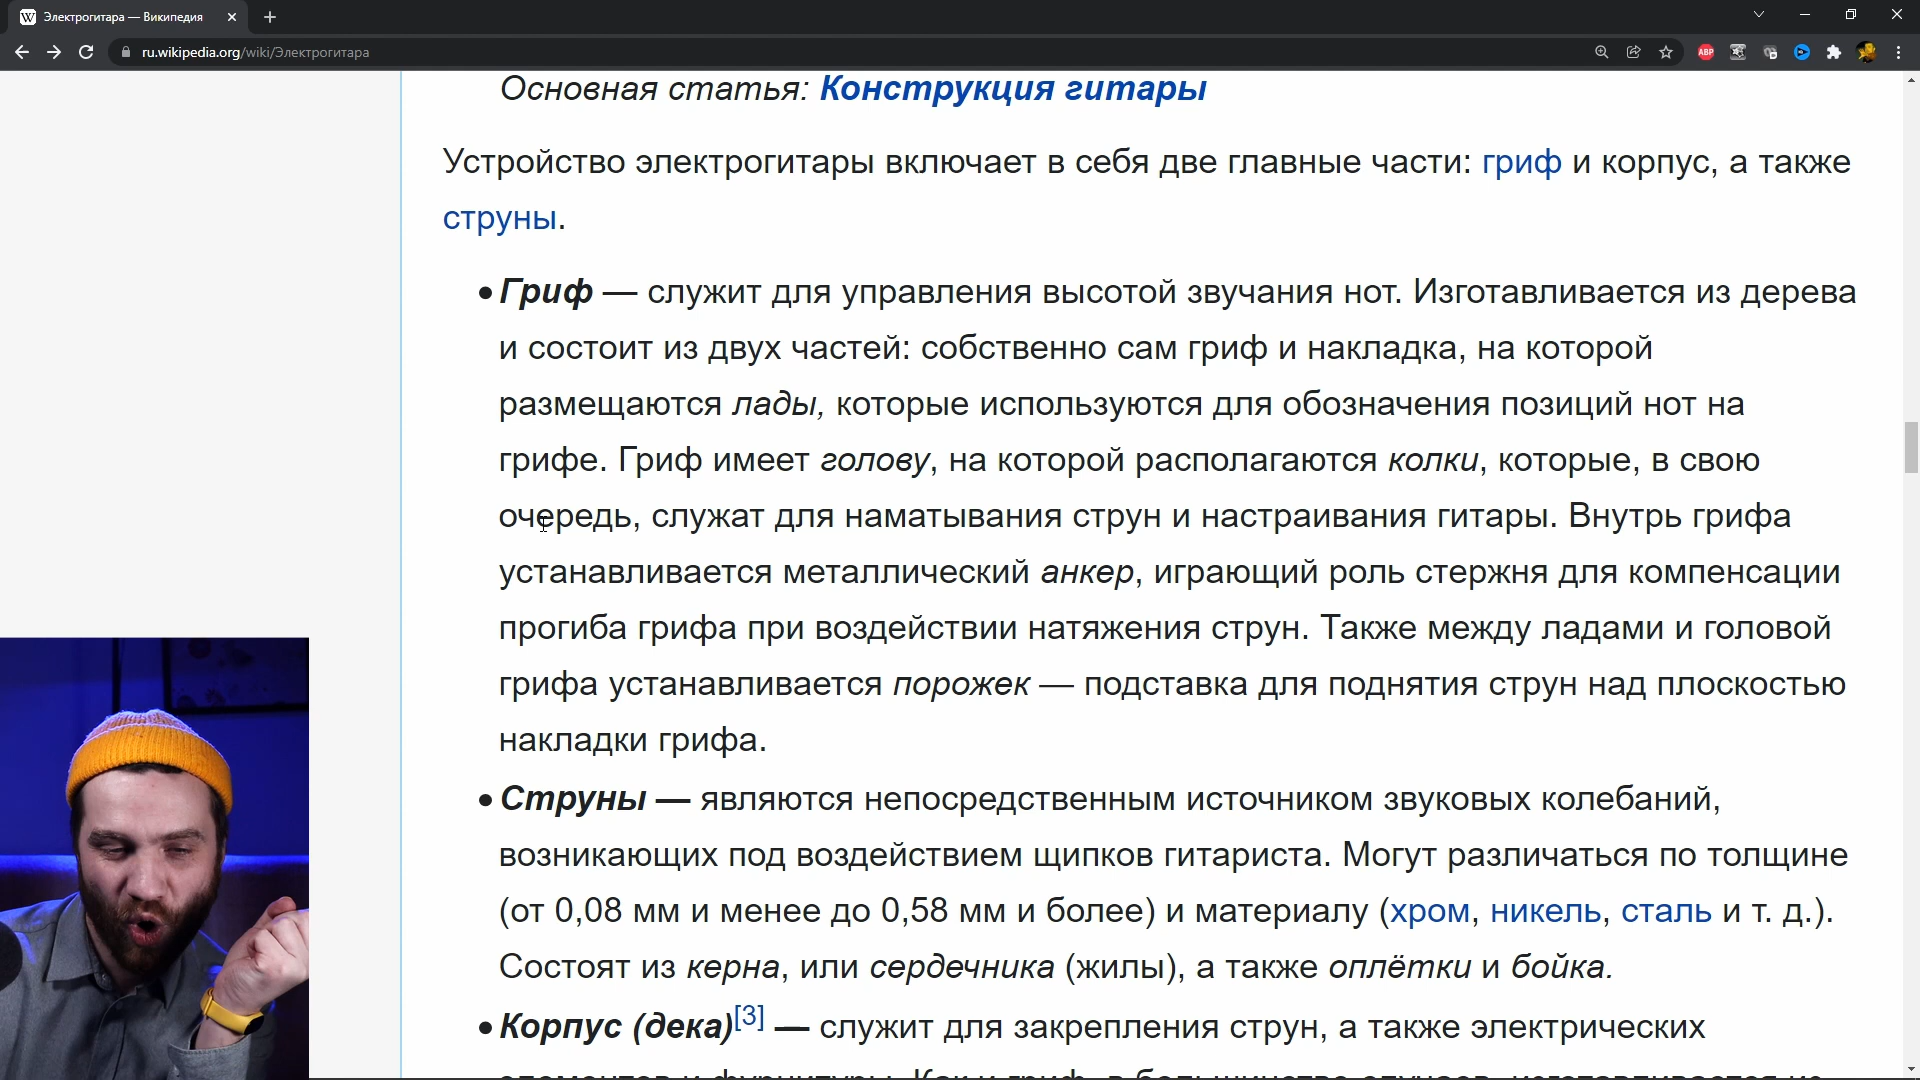 Электрогитара — Википедия
ru.wikipedia.org/wiki/Электрогитара
ABP
Основная статья: Конструкция гитары
Устройство электрогитары включает в себя две главные части: гриф и корпус, а также
струны.
• Гриф — служит для управления высотой звучания нот. Изготавливается из дерева
и состоит из двух частей: собственно сам гриф и накладка, на которой
размещаются лады, которые используются для обозначения позиций нот на
грифе. Гриф имеет голову, на которой располагаются колки, которые, в свою
очередь, служат для наматывания струн и настраивания гитары. Внутрь грифа
устанавливается металлический анкер, играющий роль стержня для компенсации
прогиба грифа при воздействии натяжения струн. Также между ладами и головой
грифа устанавливается порожек — подставка для поднятия струн над плоскостью
накладки грифа.
• Струны — являются непосредственным источником звуковых колебаний,
возникающих под воздействием щипков гитариста. Могут различаться по толщине
(от 0,08 мм и менее до 0,58 мм и более) и материалу (хром, никель, сталь и т. д.).
Состоят из керна, или сердечника (жилы), а также оплётки и бойка.
• Корпус (дека)[3] — служит для закрепления струн, а также электрических